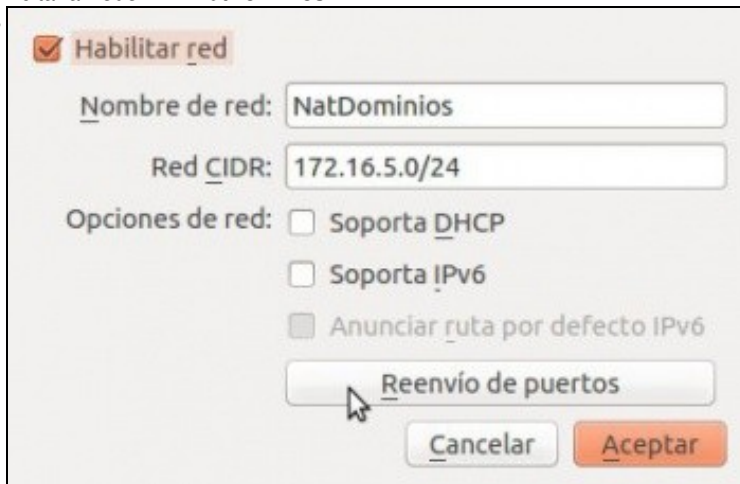 Habilitar red
Nombre de red: NatDominios
Red CIDR: 172.16.5.0/24
Opciones de red: Soporta DHCP
Soporta IPv6
Anunciar ruta por defecto IPv6
Reenvío de puertos
Cancelar Aceptar